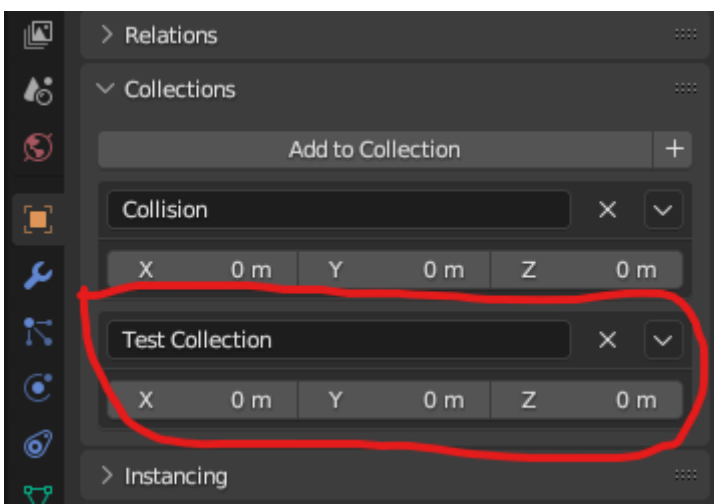 Relations
Collections
Add to Collection
Collision
X 0 m Y 0 m Z 0 m
Test Collection
X 0 m Y 0 m Z 0 m
Instancing